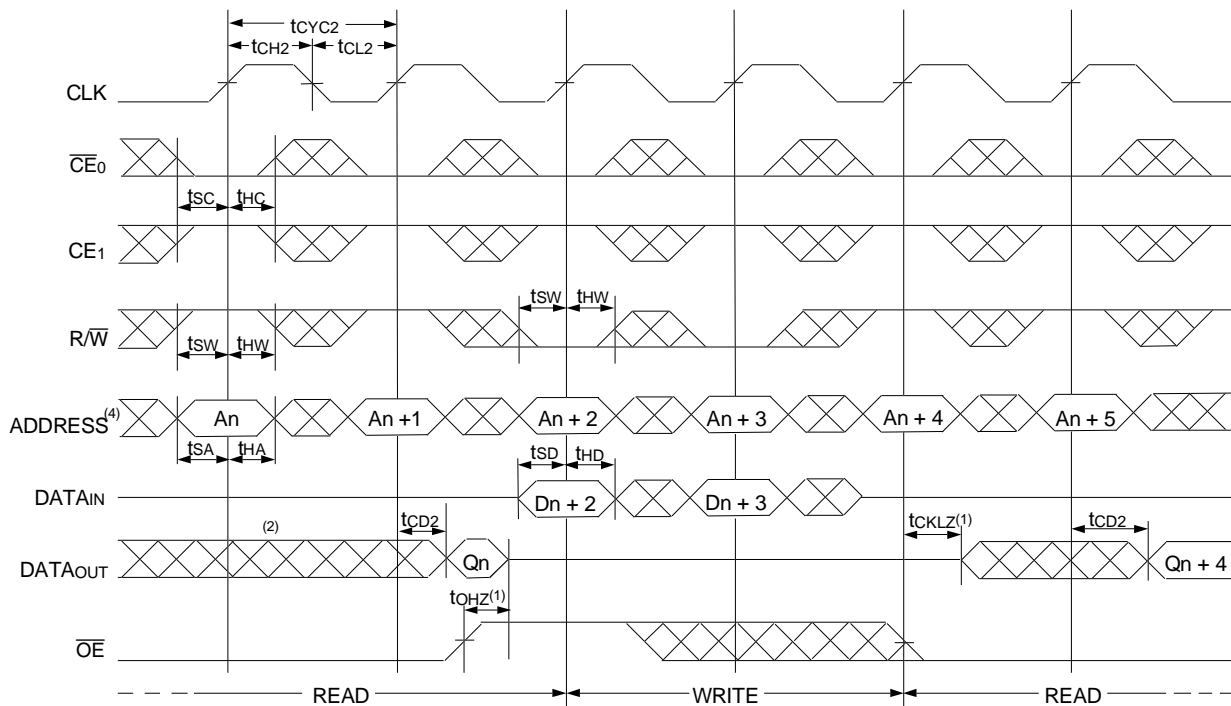 tCYC2
tCH2 tCL2
CLK
CE0
tSC tHC
CE1
tSW tHW
R/W
tSW tHW
ADDRESS(4) An An +1 An + 2 An + 3 An + 4 An + 5
tSA tHA
tSD tHD
DATAIN Dn + 2 Dn + 3
(2) tCD2 tCKLZ(1) tCD2
DATAOUT Qn Qn + 4
tOHZ(1)
OE
READ WRITE READ